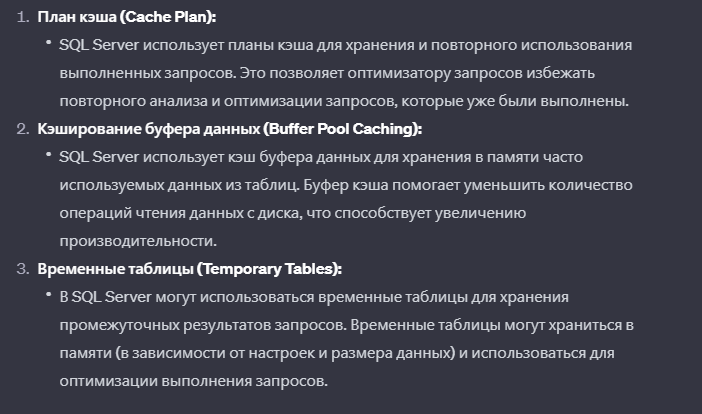 1. План кэша (Cache Plan):
• SQL Server использует планы кэша для хранения и повторного использования
выполненных запросов. Это позволяет оптимизатору запросов избежать
повторного анализа и оптимизации запросов, которые уже были выполнены.
2. Кэширование буфера данных (Buffer Pool Caching):
• SQL Server использует кэш буфера данных для хранения в памяти часто
используемых данных из таблиц. Буфер кэша помогает уменьшить количество
операций чтения данных с диска, что способствует увеличению
производительности.
3. Временные таблицы (Temporary Tables):
• В SQL Server могут использоваться временные таблицы для хранения
промежуточных результатов запросов. Временные таблицы могут храниться в
памяти (в зависимости от настроек и размера данных) и использоваться для
оптимизации выполнения запросов.